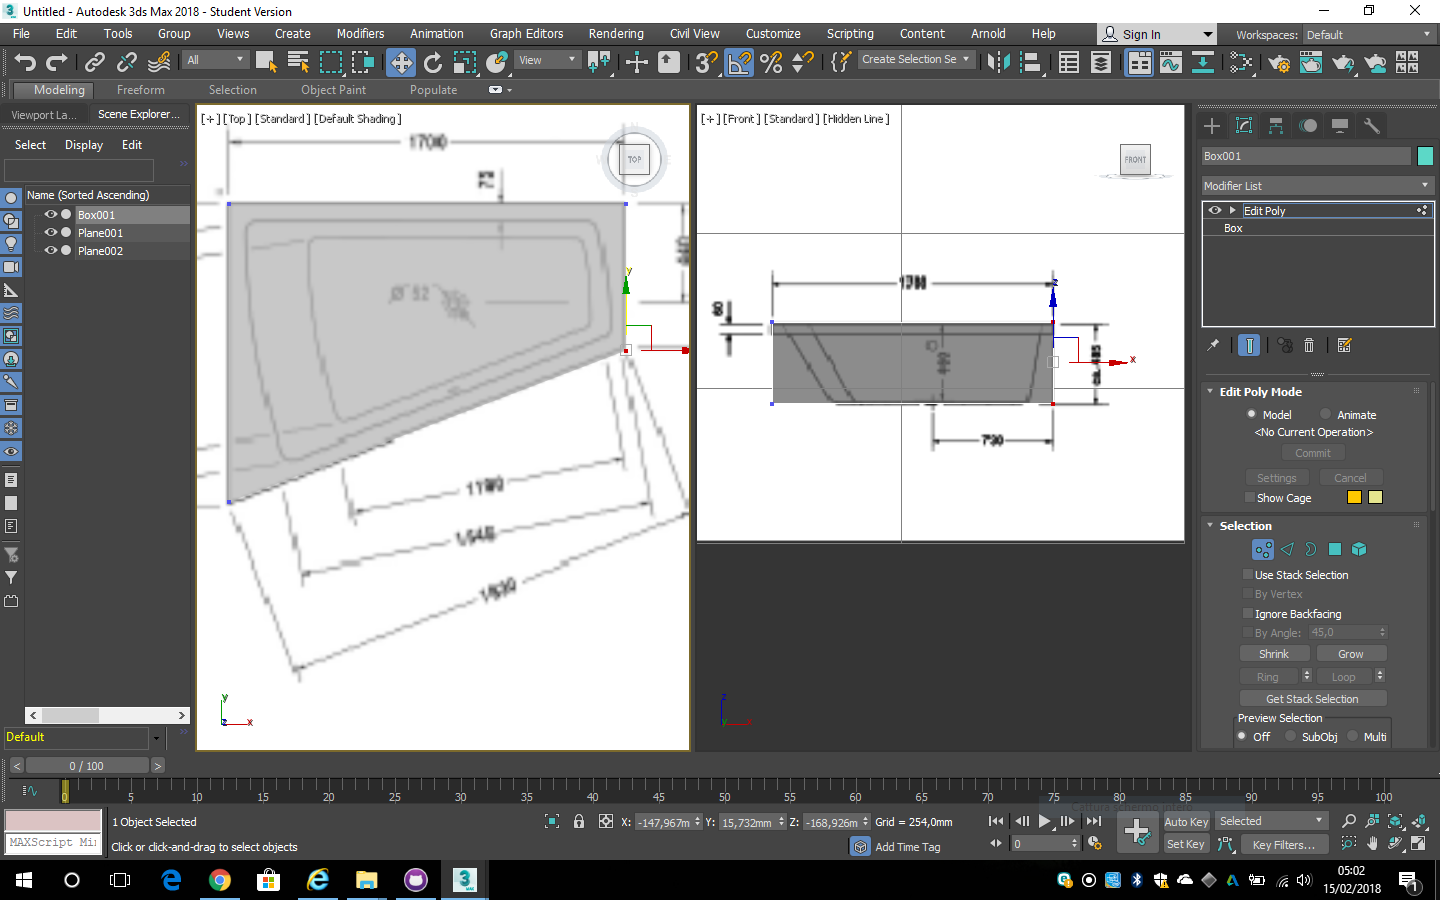 Untitled - Autodesk 3ds Max 2018 - Student Version
File Edit Tools Group Views Create Modifiers Animation Graph Editors Rendering Civil View Customize Scripting Content Arnold Help Sign In Workspaces: Default
All View Create Selection Se
Modeling Freeform Selection Object Paint Populate
Viewport La... Scene Explorer...
Select Display Edit
Name (Sorted Ascending)
Box001
Plane001
Plane002
Default
[+] [Top] [Standard] [Default Shading]
TOP
1700
73
Ø 52
1190
y
y
z x
[+] [Front] [Standard] [Hidden Line]
FRONT
1700
60
z
x
730
z
y
Box001
Modifier List
Edit Poly
Box
Edit Poly Mode
Model Animate
<No Current Operation>
Commit
Settings Cancel
Show Cage
Selection
Use Stack Selection
By Vertex
Ignore Backfacing
By Angle: 45,0
Shrink Grow
Ring Loop
Get Stack Selection
Preview Selection
Off SubObj Multi
< 0 / 100 >
0 5 10 15 20 25 30 35 40 45 50 55 60 65 70 75 80 85 90 95 100
1 Object Selected X: -147,967m Y: 15,732mm Z: -168,926m Grid = 254,0mm Auto Key Selected
MAXScript Mi Click or click-and-drag to select objects Add Time Tag 0 Set Key Key Filters...
05:02
15/02/2018
1
3
MAX